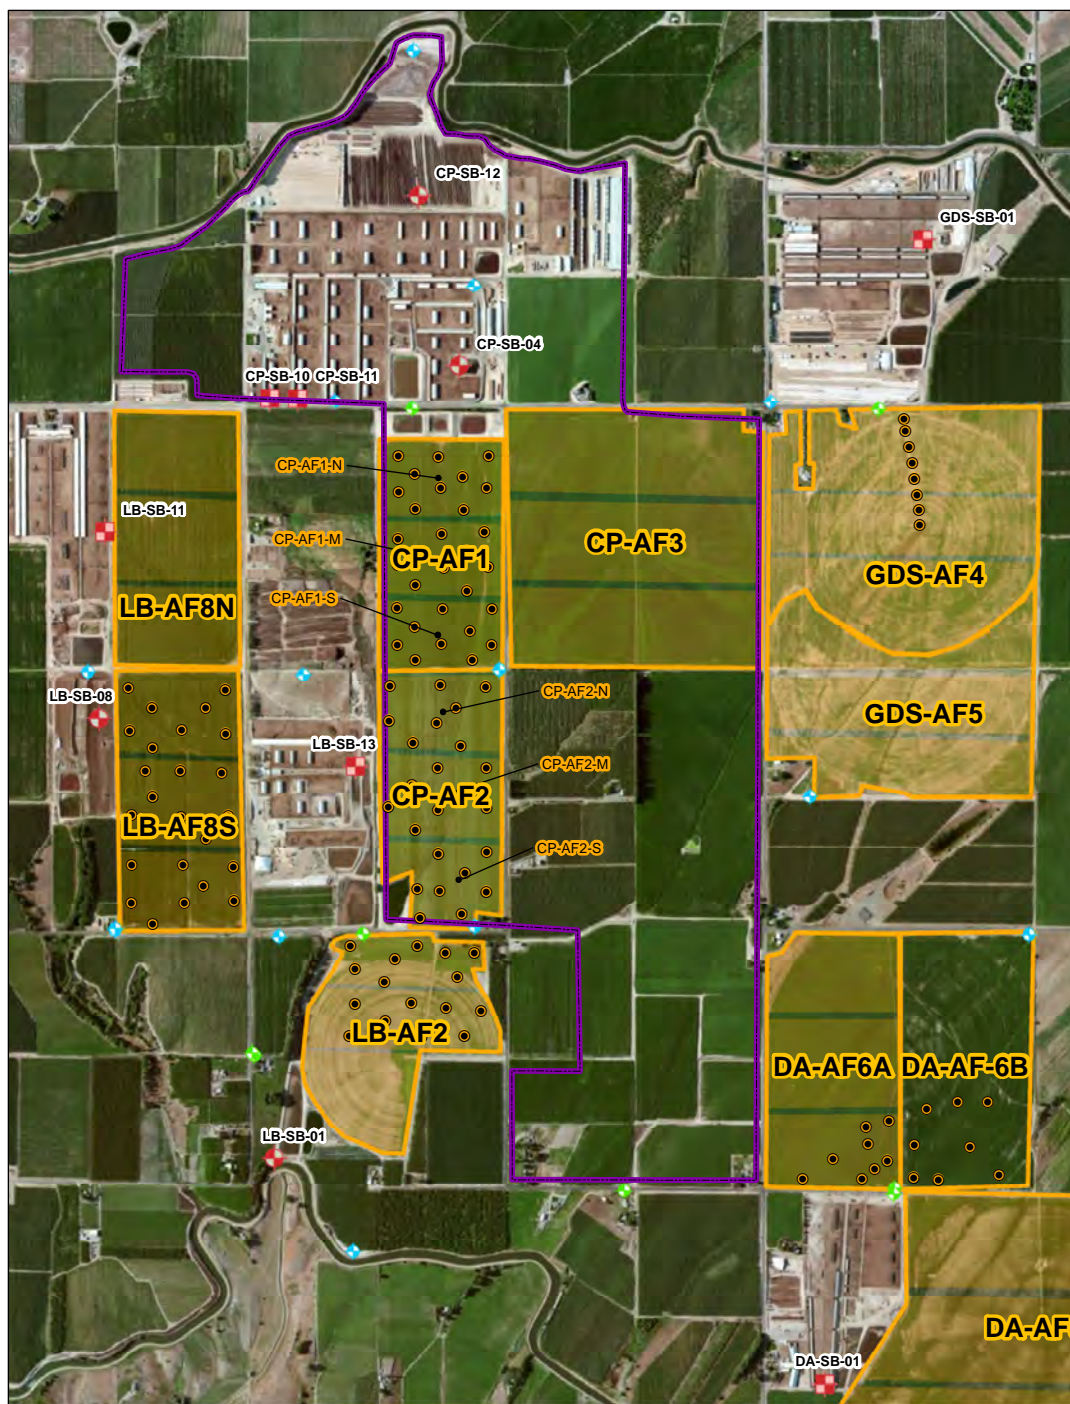 CP-SB-12
GDS-SB-01
CP-SB-04
CP-SB-10
CP-SB-11
CP-AF1-N
LB-SB-11
CP-AF1-M
CP-AF1
CP-AF3
GDS-AF4
CP-AF1-S
LB-AF8N
LB-SB-08
CP-AF2-N
GDS-AF5
LB-SB-13
CP-AF2-M
CP-AF2
LB-AF8S
CP-AF2-S
LB-AF2
DA-AF6A
DA-AF-6B
LB-SB-01
DA-AF
DA-SB-01